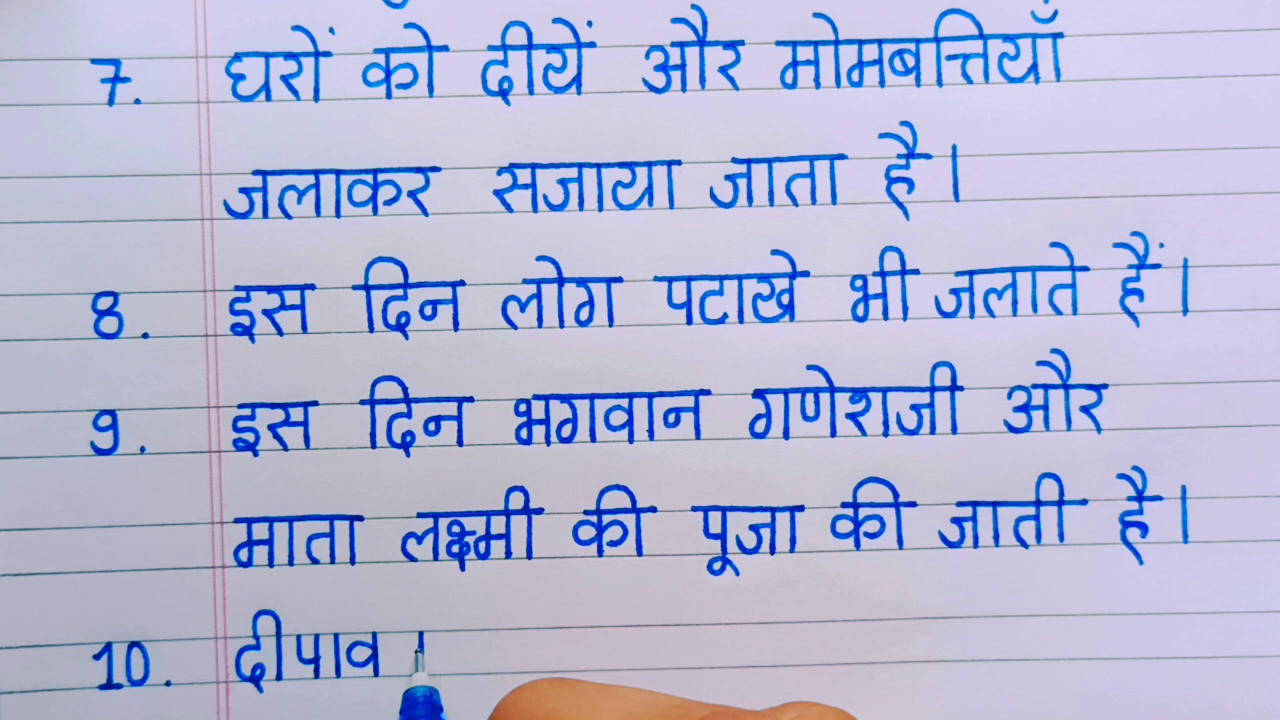 7. घरों को दीयें और मोमबत्तियाँ
जलाकर सजाया जाता है।
8. इस दिन लोग पटाखे भी जलाते हैं।
9. इस दिन भगवान गणेशजी और
माता लक्ष्मी की पूजा की जाती है।
10. दीपाव